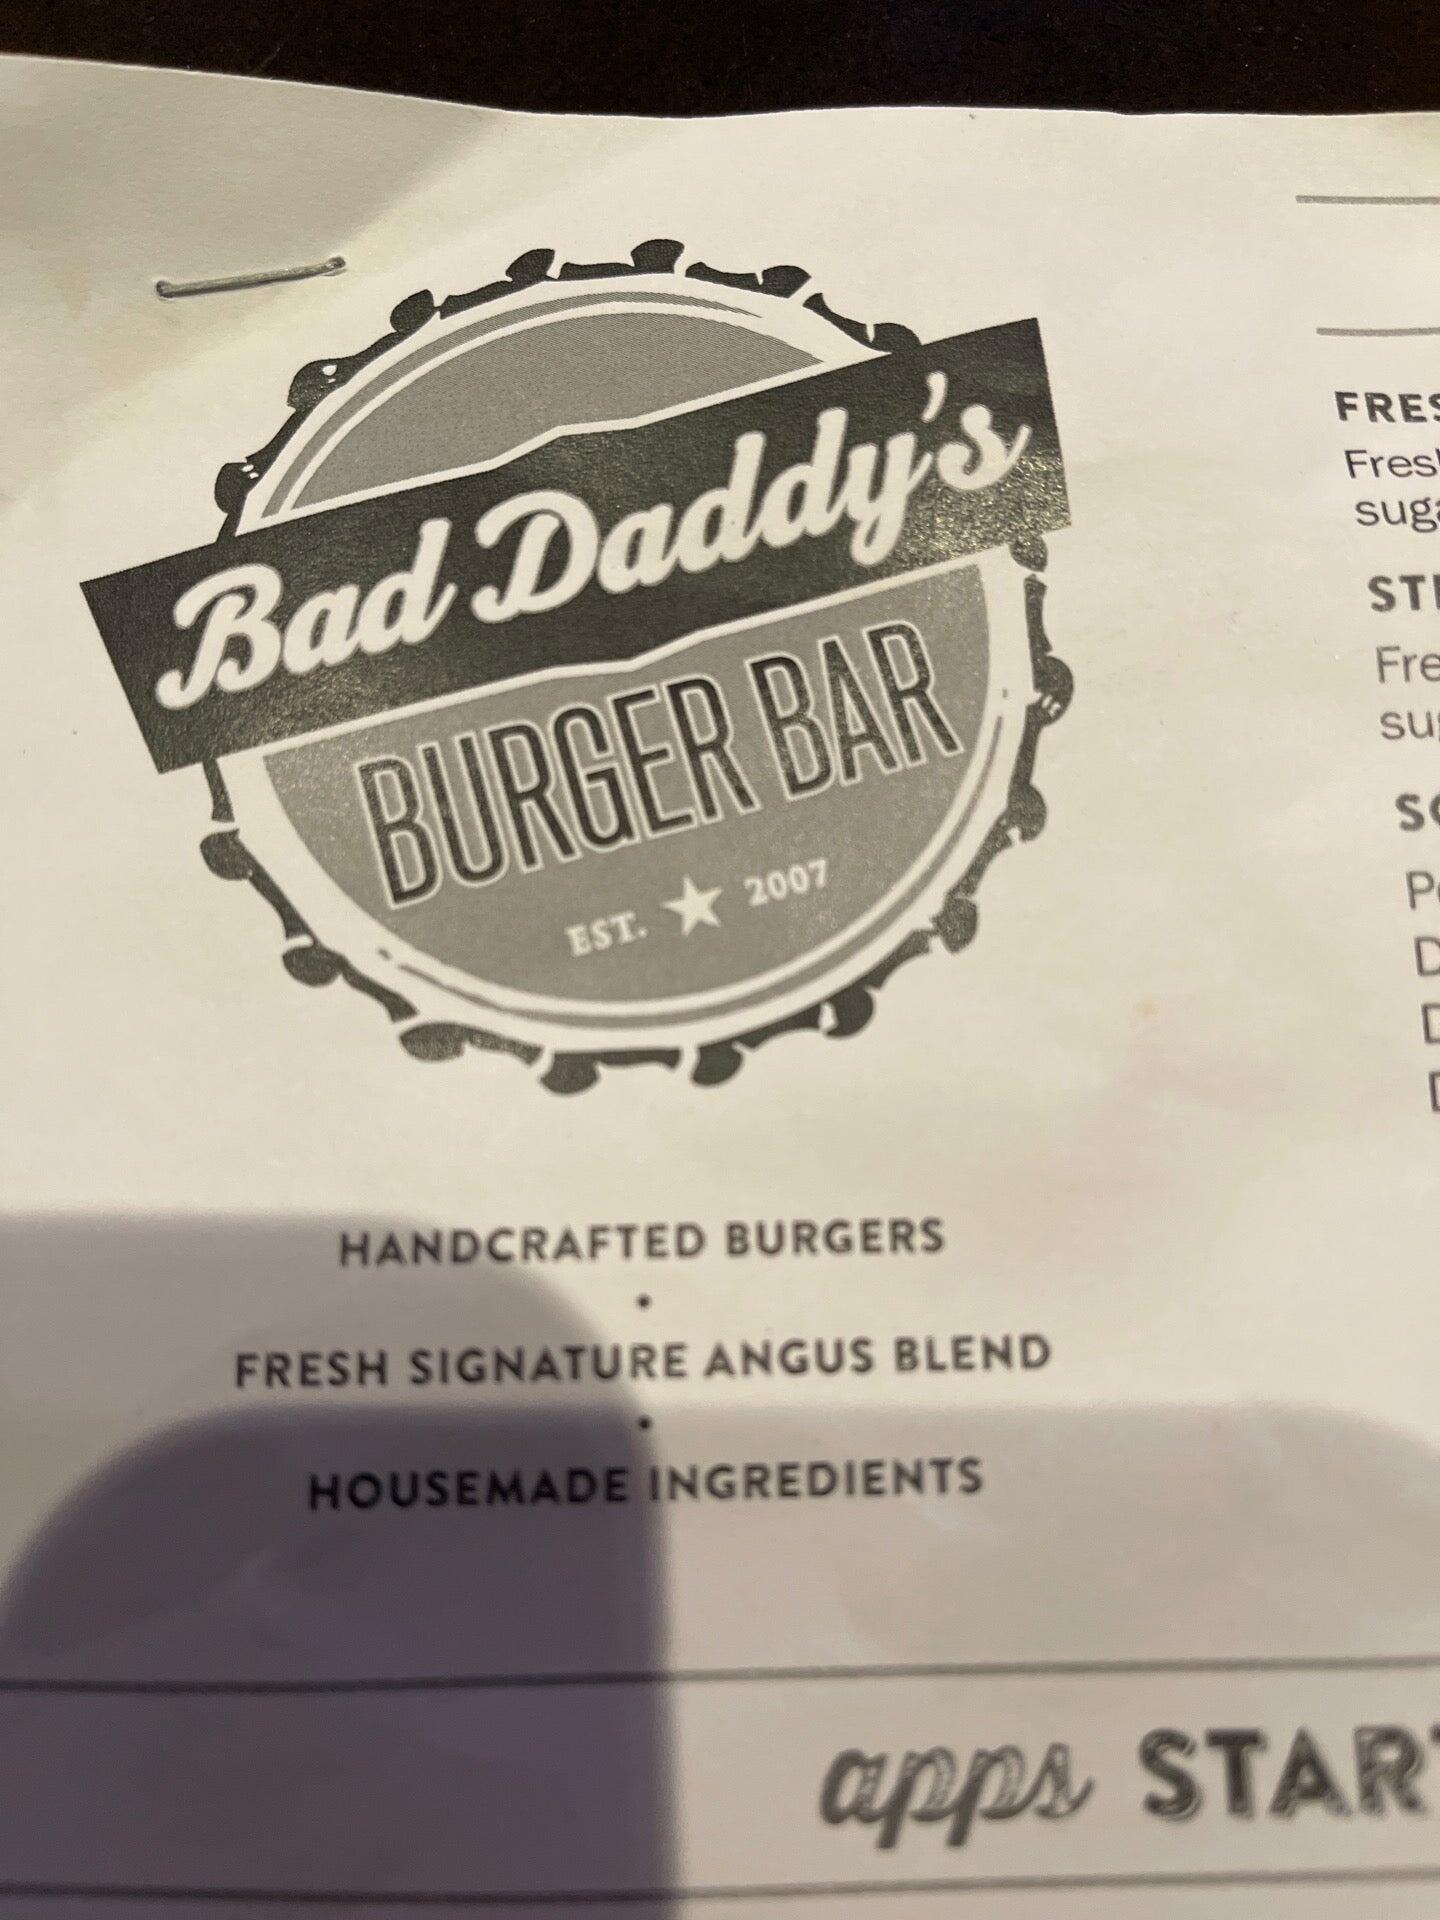 Bad Daddy's
BURGER BAR
EST. ★ 2007
HANDCRAFTED BURGERS
•
FRESH SIGNATURE ANGUS BLEND
•
HOUSEMADE INGREDIENTS
apps